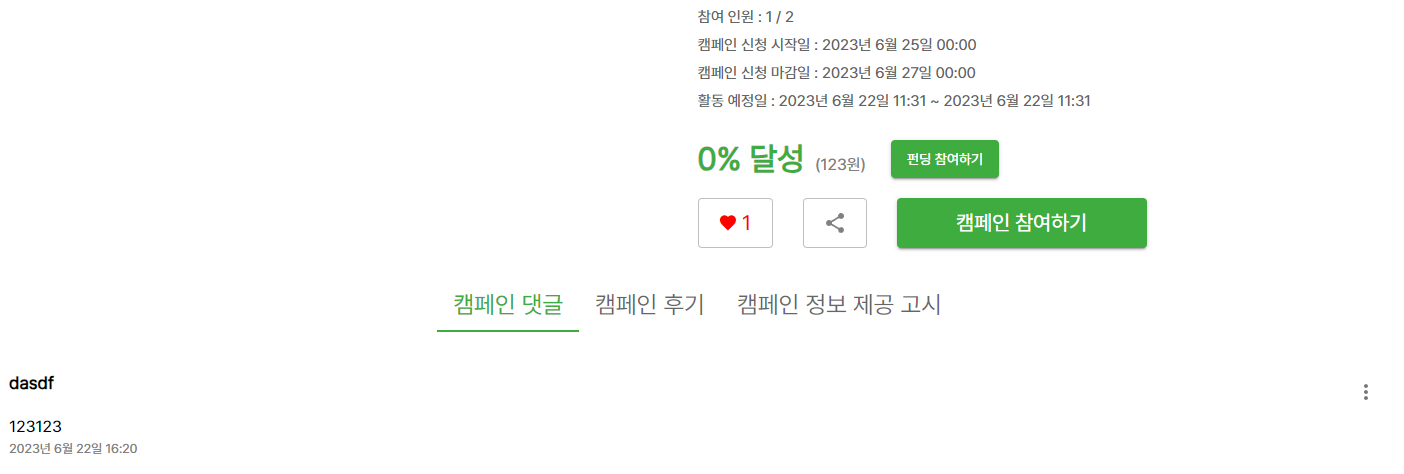 참여 인원 : 1 / 2
캠페인 신청 시작일 : 2023년 6월 25일 00:00
캠페인 신청 마감일 : 2023년 6월 27일 00:00
활동 예정일 : 2023년 6월 22일 11:31 ~ 2023년 6월 22일 11:31
0% 달성 (123원) 펀딩 참여하기
1 캠페인 참여하기
캠페인 댓글 캠페인 후기 캠페인 정보 제공 고시
dasdf
123123
2023년 6월 22일 16:20